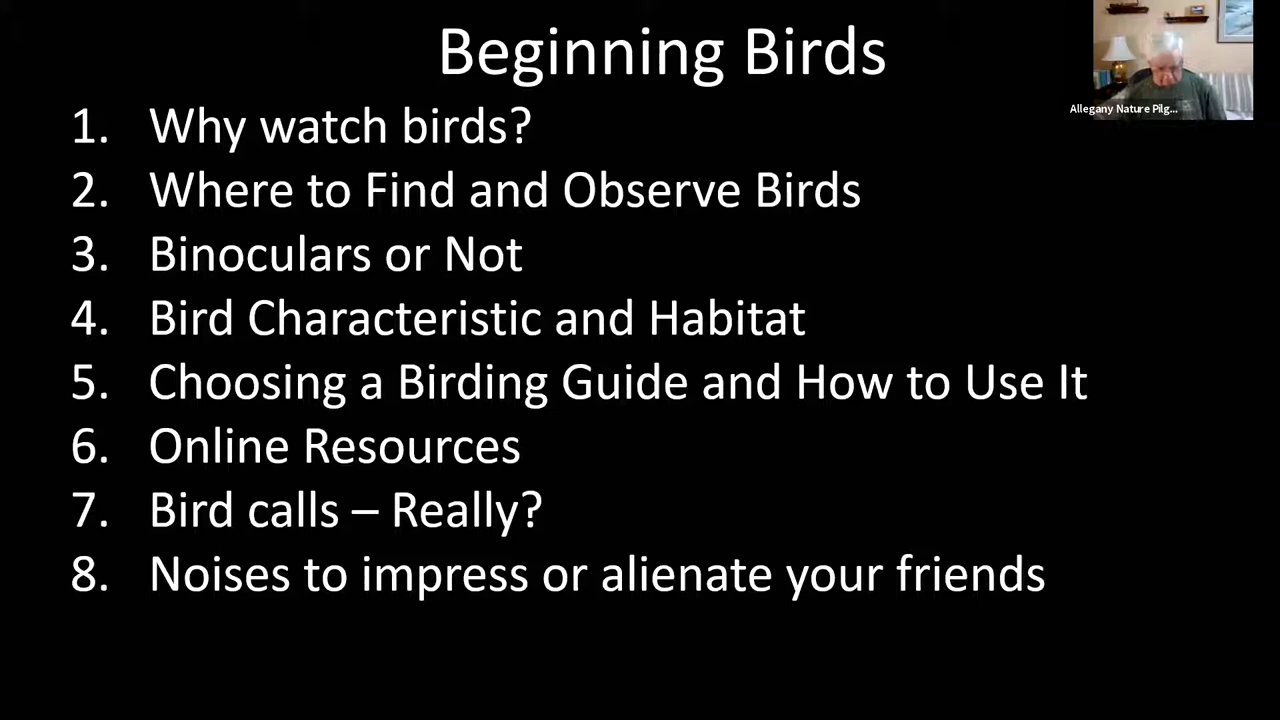 Beginning Birds
Allegany Nature Pilg...
1. Why watch birds?
2. Where to Find and Observe Birds
3. Binoculars or Not
4. Bird Characteristic and Habitat
5. Choosing a Birding Guide and How to Use It
6. Online Resources
7. Bird calls – Really?
8. Noises to impress or alienate your friends